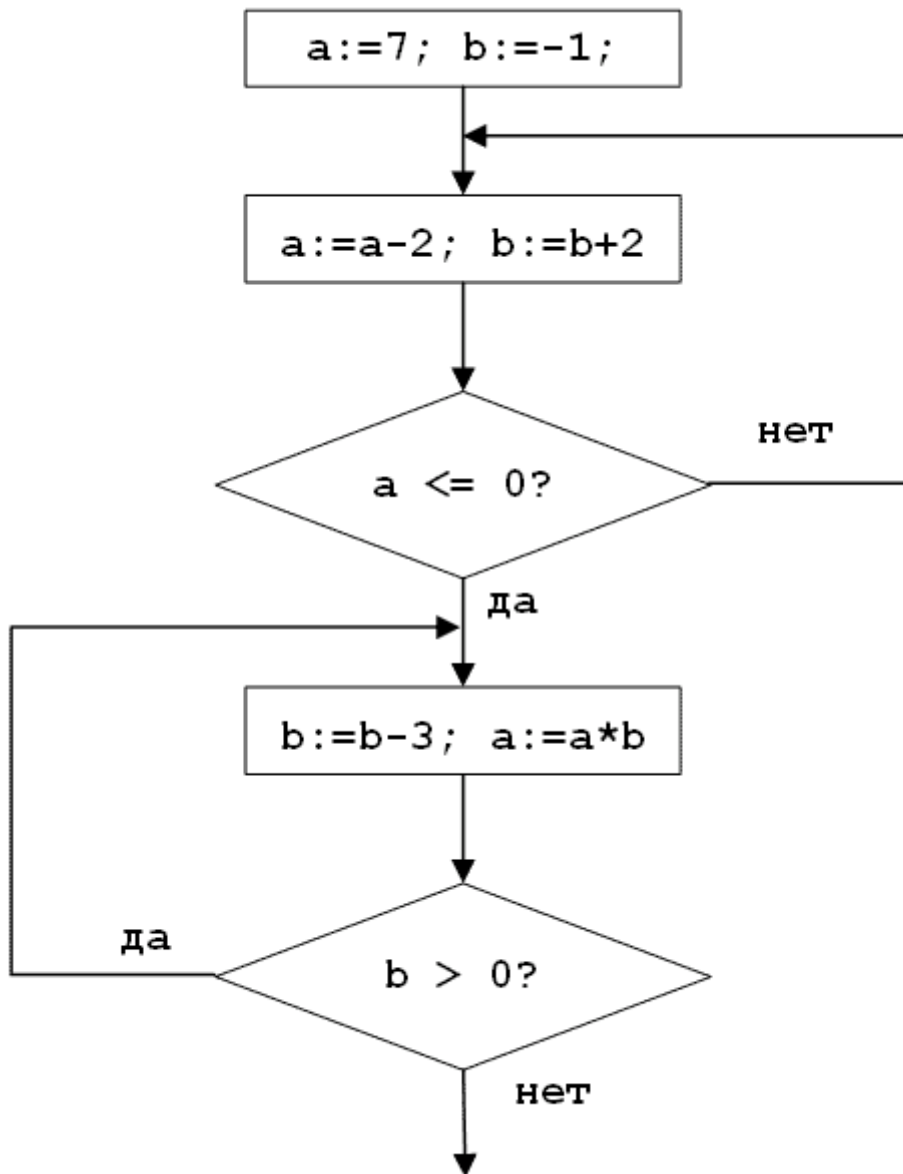 a:=7; b:=-1;
a:=a-2; b:=b+2
нет
a <= 0?
да
b:=b-3; a:=a*b
да
b > 0?
нет